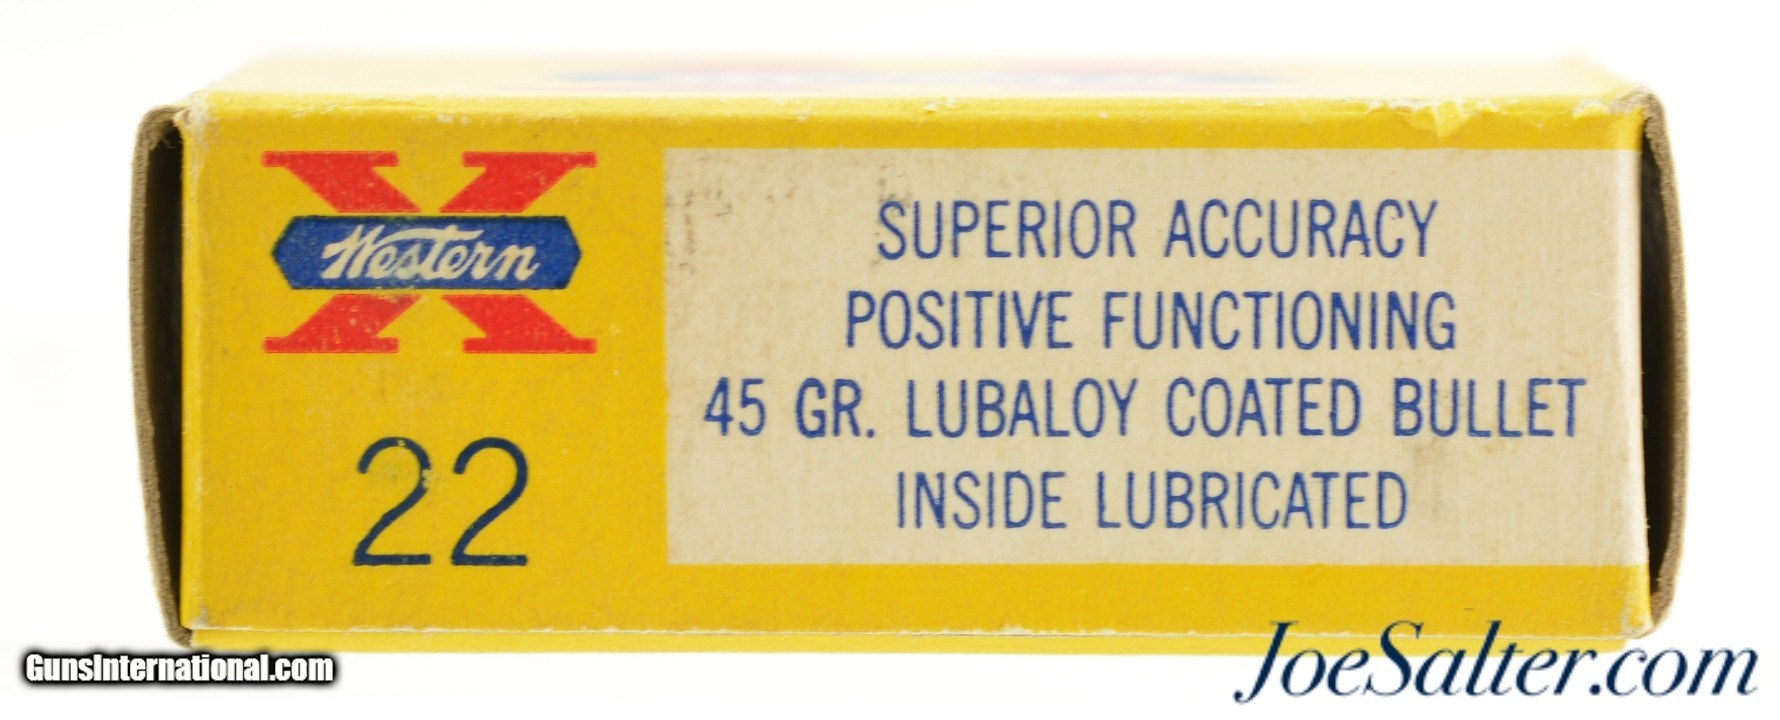 X
Western
22
SUPERIOR ACCURACY
POSITIVE FUNCTIONING
45 GR. LUBALOY COATED BULLET
INSIDE LUBRICATED
GunsInternational.com
JoeSalter.com